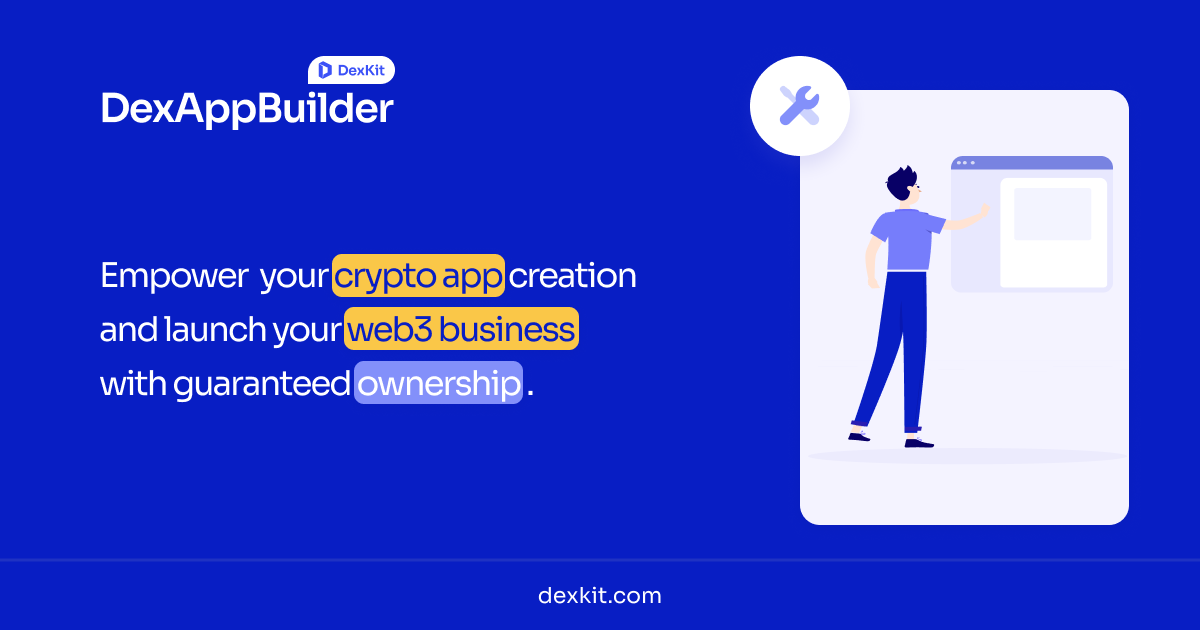 DexKit
DexAppBuilder
Empower your crypto app creation
and launch your web3 business
with guaranteed ownership.
dexkit.com